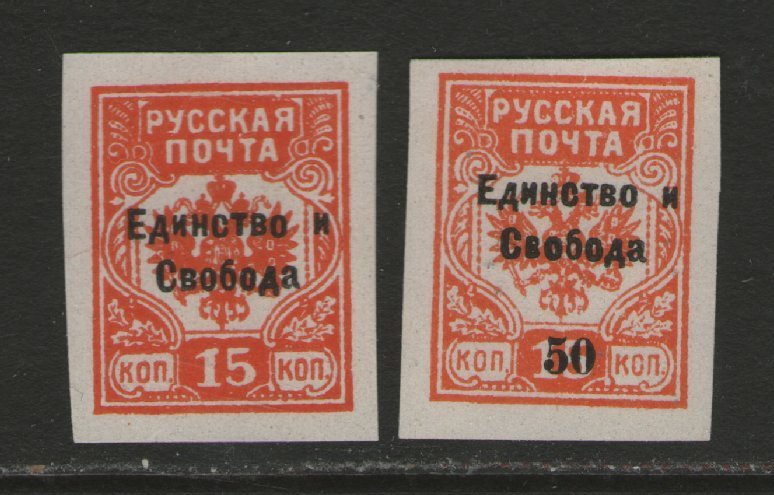 РУССКАЯ
ПОЧТА
Единство и
Свобода
КОП. 15 КОП.
РУССКАЯ
ПОЧТА
Единство и
Свобода
КОП. 50 КОП.